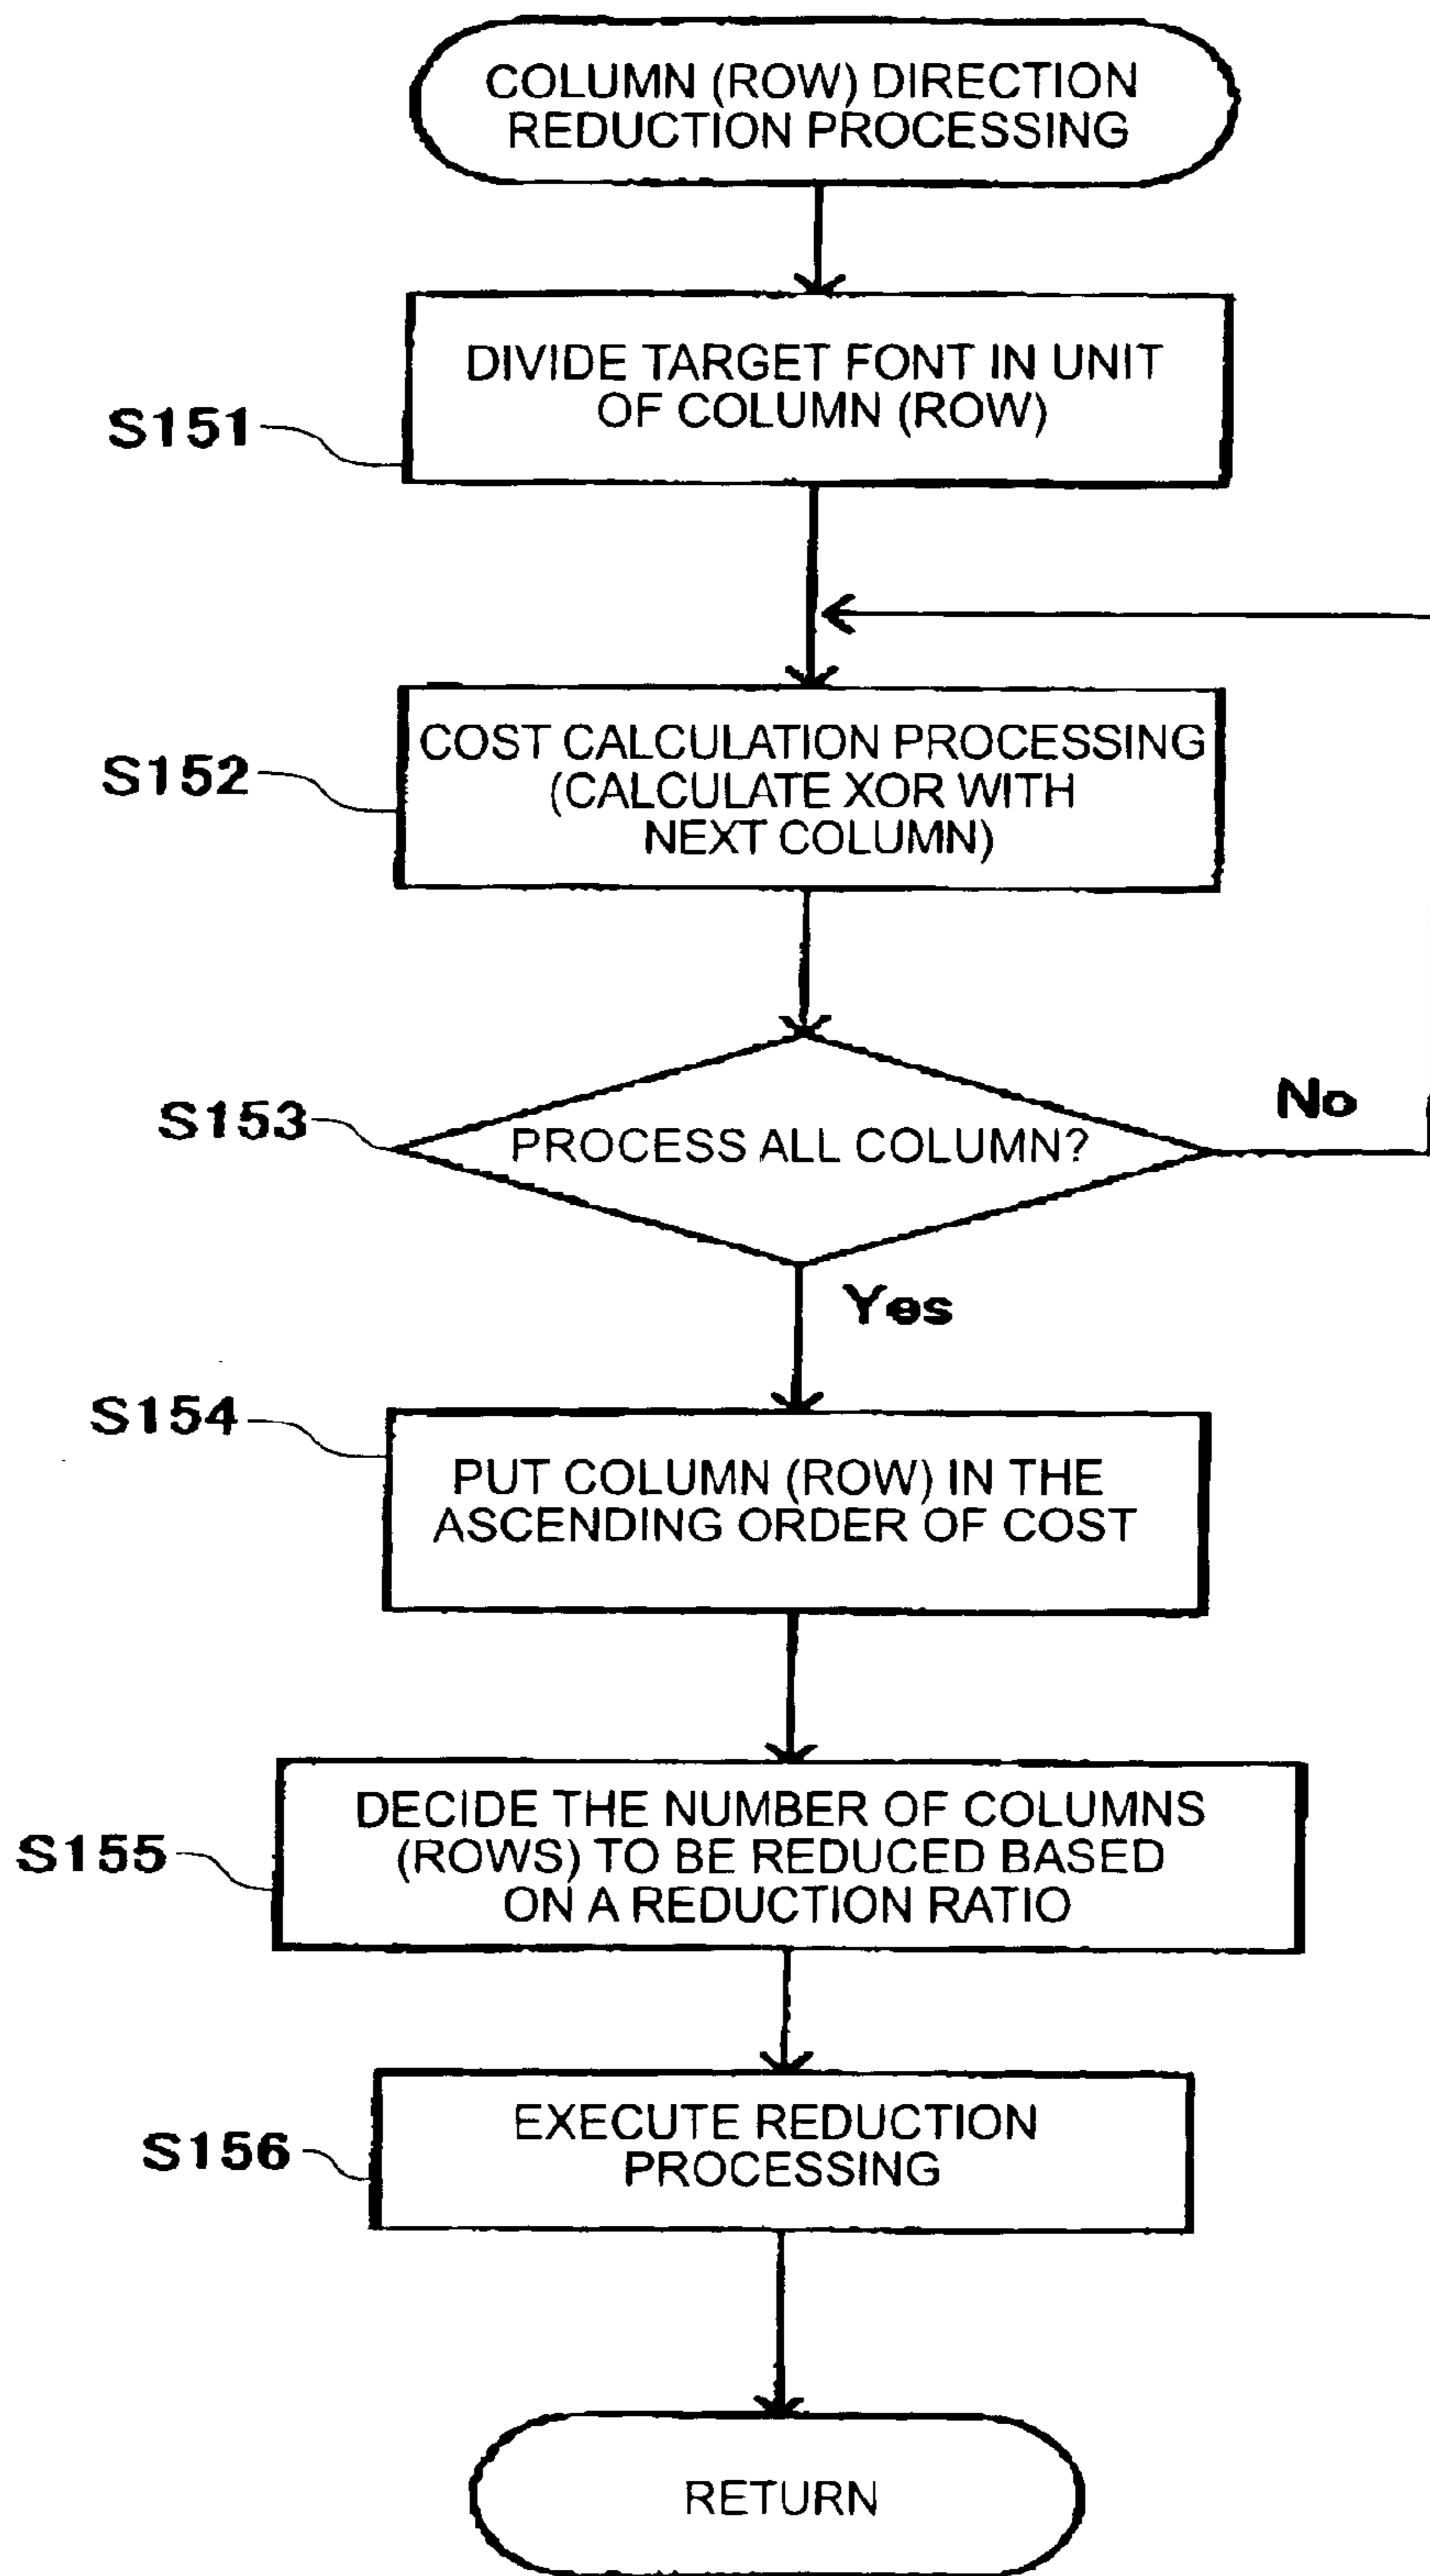 COLUMN (ROW) DIRECTION
REDUCTION PROCESSING
DIVIDE TARGET FONT IN UNIT
OF COLUMN (ROW)
S151
COST CALCULATION PROCESSING
(CALCULATE XOR WITH
NEXT COLUMN)
S152
S153
PROCESS ALL COLUMN?
No
Yes
S154
PUT COLUMN (ROW) IN THE
ASCENDING ORDER OF COST
DECIDE THE NUMBER OF COLUMNS
(ROWS) TO BE REDUCED BASED
ON A REDUCTION RATIO
S155
EXECUTE REDUCTION
PROCESSING
S156
RETURN